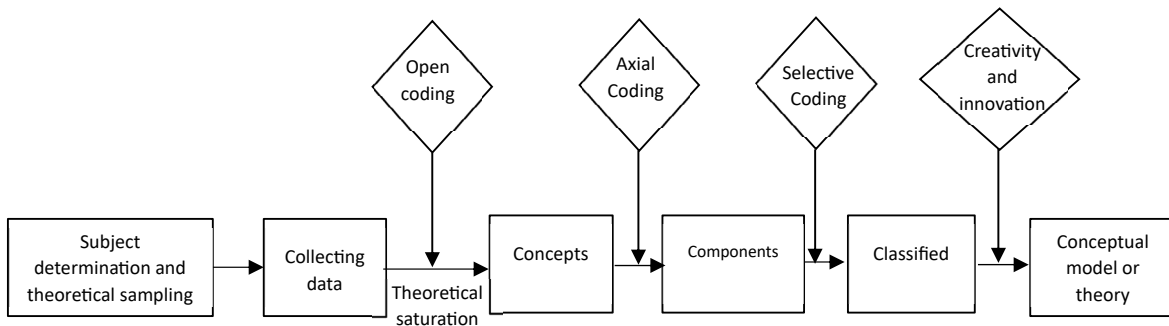 Open
coding
Axial
Coding
Selective
Coding
Creativity
and
innovation
Subject
determination and
theoretical sampling
Collecting
data
Theoretical
saturation
Concepts
Components
Classified
Conceptual
model or
theory